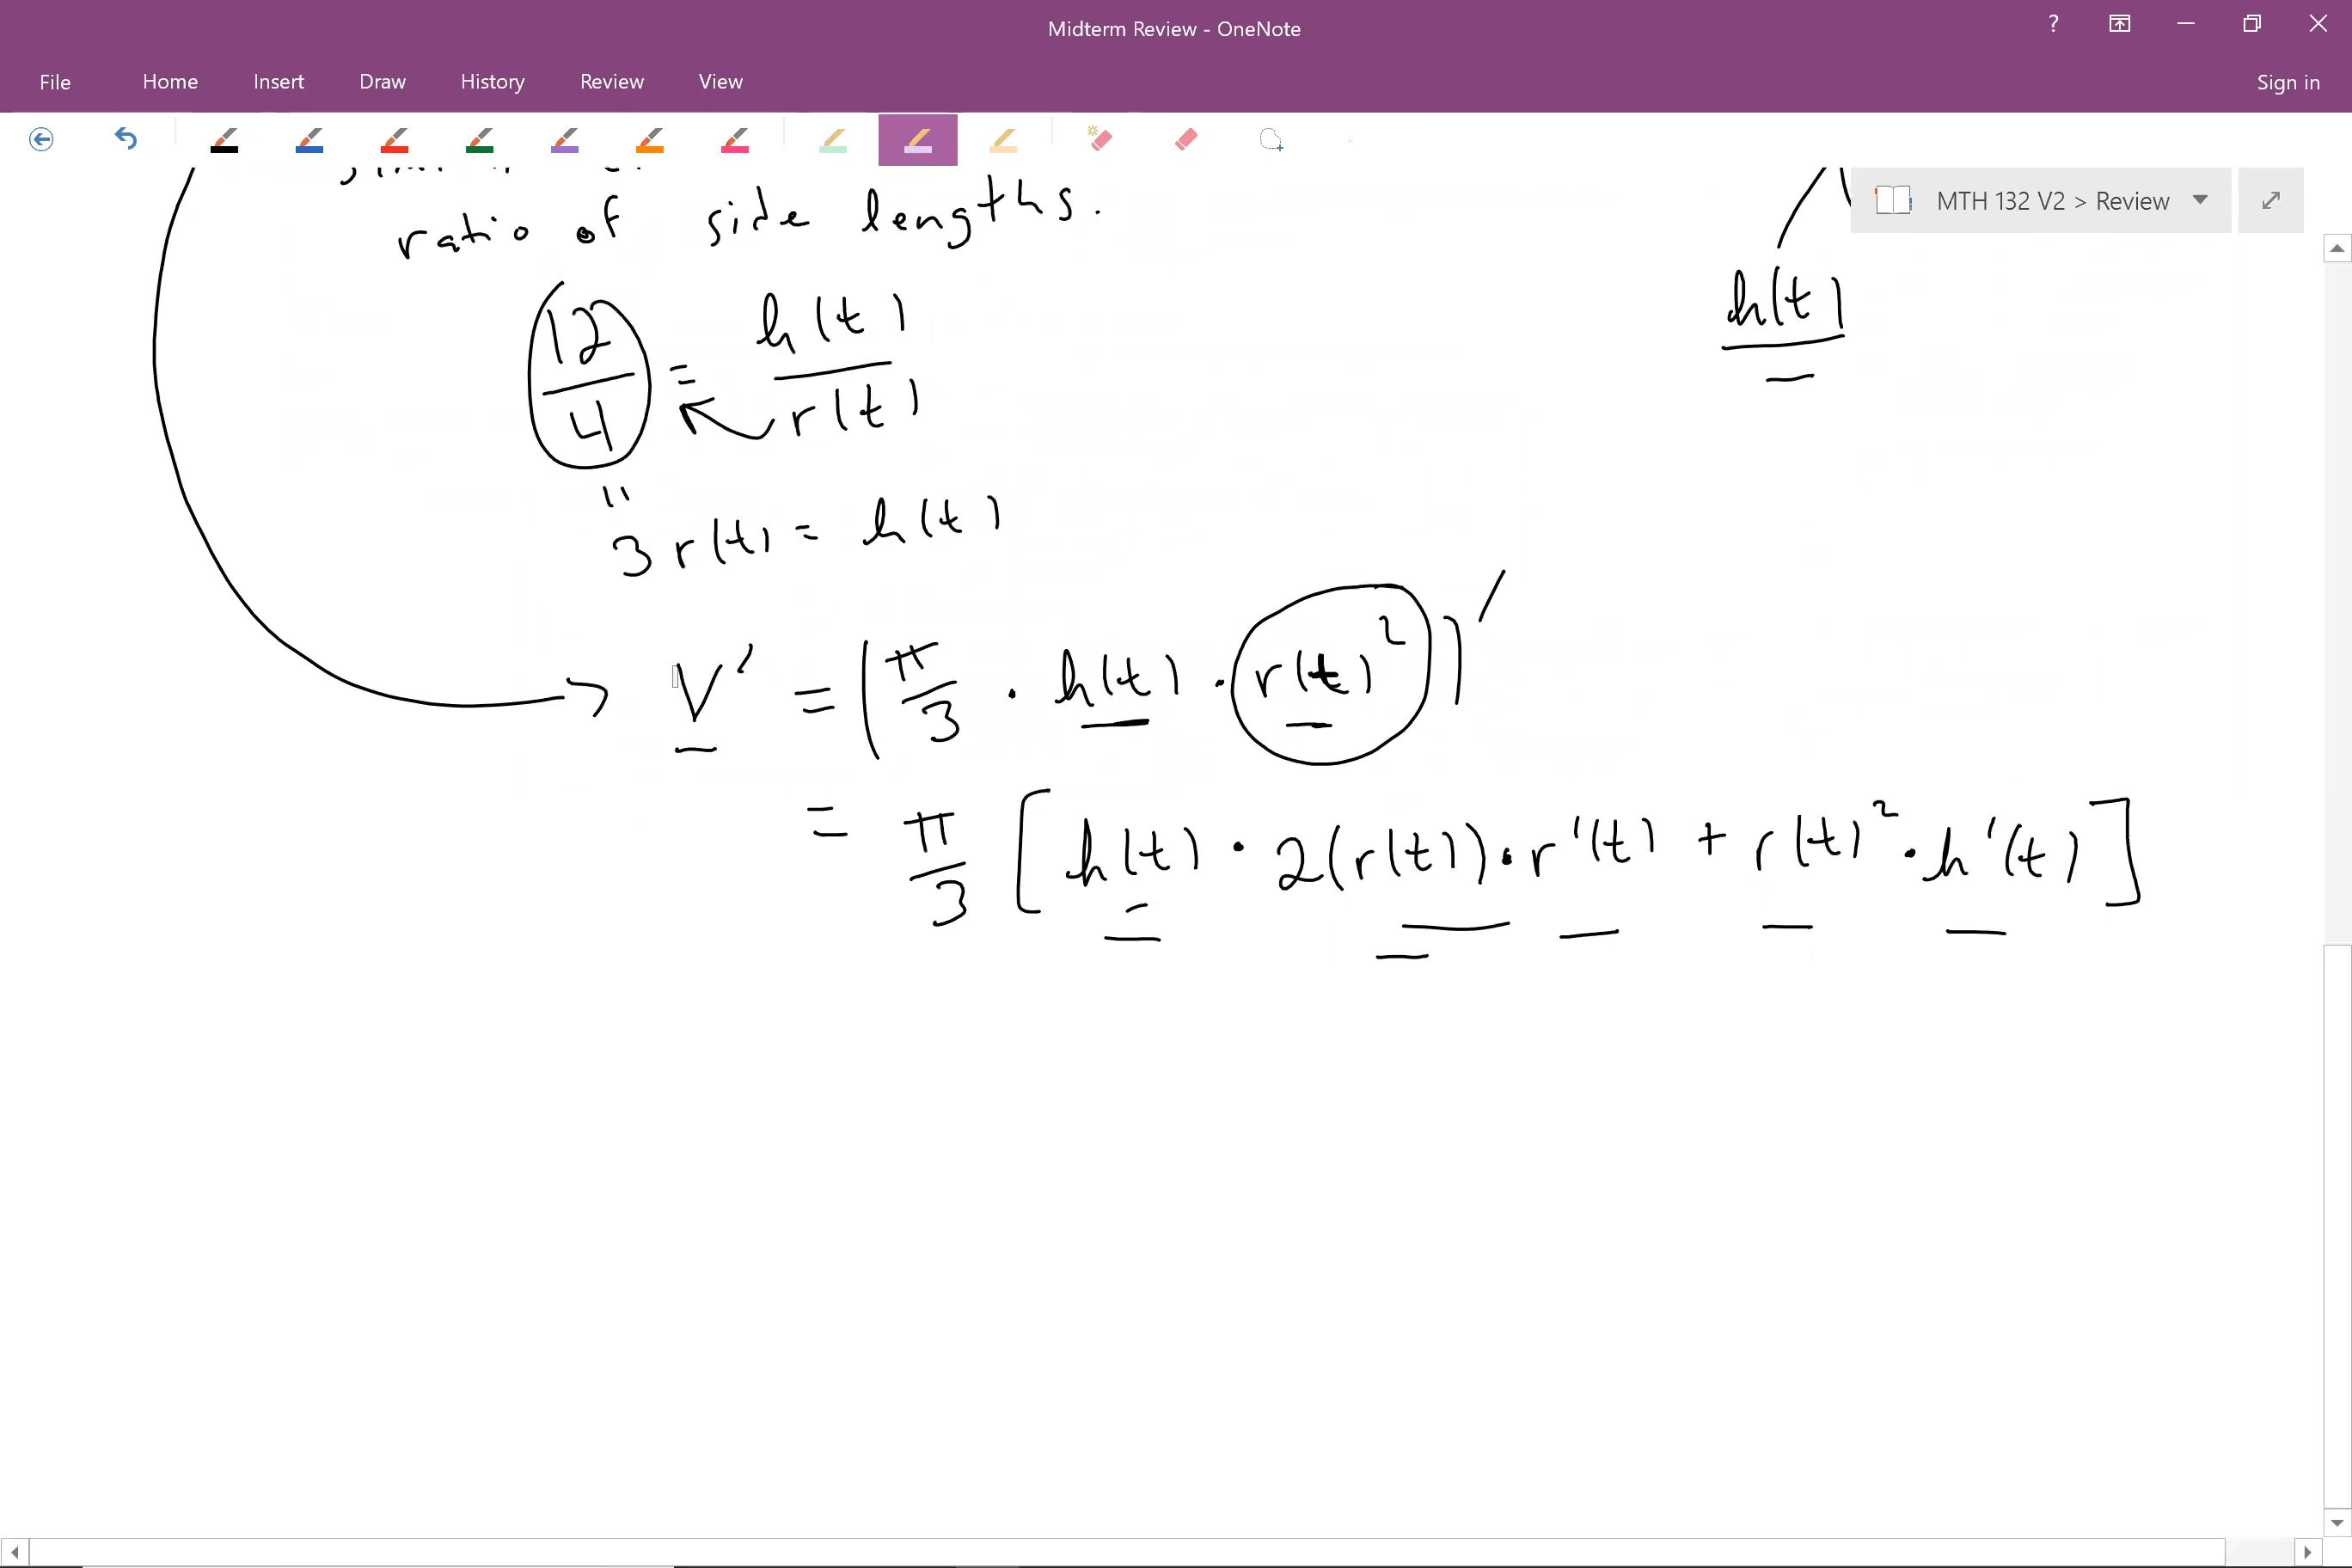 Midterm Review - OneNote
?
File Home Insert Draw History Review View Sign in
MTH 132 V2 > Review
ratio of side lengths.
12/4 = h(t)/r(t)
h(t)
"
3 r(t) = h(t)
V' = (π/3 · h(t) · r(t)²)'
= π/3 [h(t) · 2(r(t)) · r'(t) + r(t)² · h'(t)]